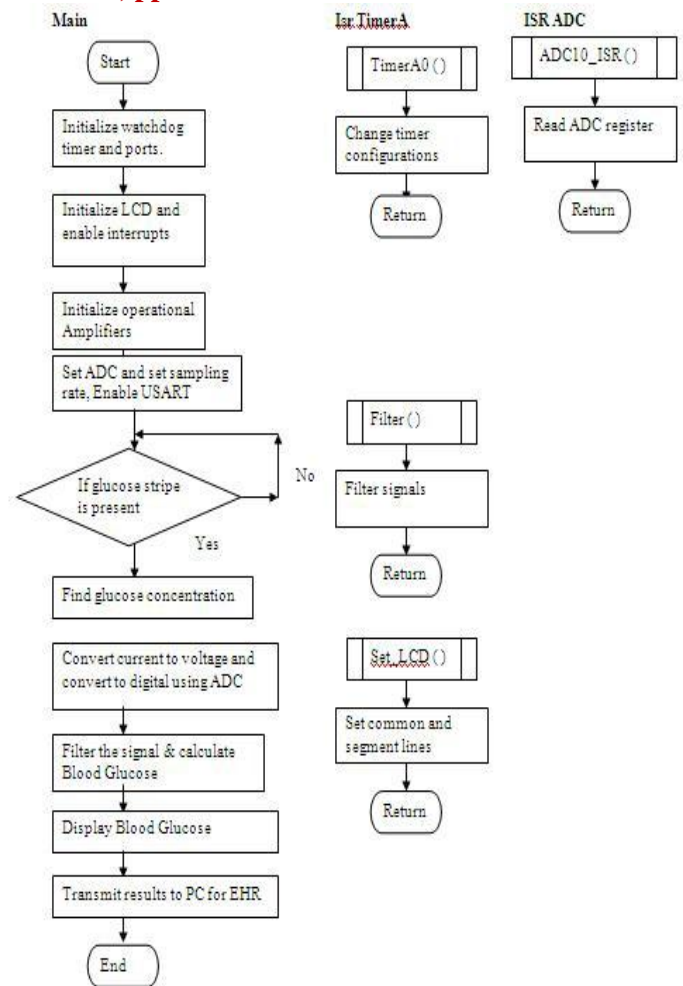 Main
Start
Initialize watchdog
timer and ports.
Initialize LCD and
enable interrupts
Initialize operational
Amplifiers
Set ADC and set sampling
rate, Enable USART
If glucose stripe
is present
No
Yes
Find glucose concentration
Convert current to voltage and
convert to digital using ADC
Filter the signal & calculate
Blood Glucose
Display Blood Glucose
Transmit results to PC for EHR
End
Isr TimerA
TimerA0 ( )
Change timer
configurations
Return
Filter ( )
Filter signals
Return
Set_LCD ( )
Set common and
segment lines
Return
ISR ADC
ADC10_ISR ( )
Read ADC register
Return